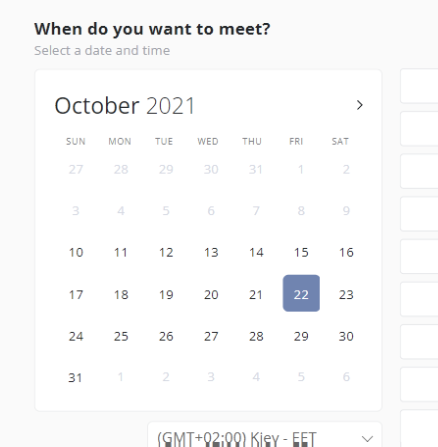 When do you want to meet?
Select a date and time
October 2021
SUN MON TUE WED THU FRI SAT
27 28 29 30 31 1 2
3 4 5 6 7 8 9
10 11 12 13 14 15 16
17 18 19 20 21 22 23
24 25 26 27 28 29 30
31 1 2 3 4 5 6
(GMT+02:00) Kiev - EET